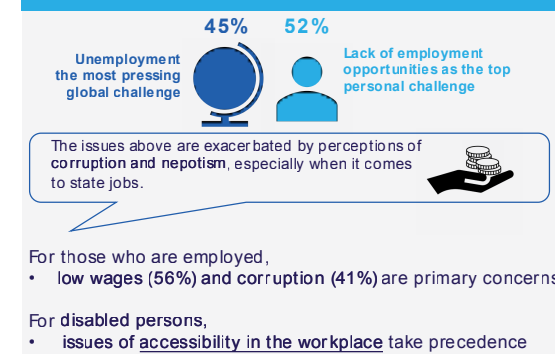 45% 52%
Unemployment
the most pressing
global challenge
Lack of employment
opportunities as the top
personal challenge
The issues above are exacerbated by perceptions of
corruption and nepotism, especially when it comes
to state jobs.
For those who are employed,
• low wages (56%) and corruption (41%) are primary concerns
For disabled persons,
• issues of accessibility in the workplace take precedence